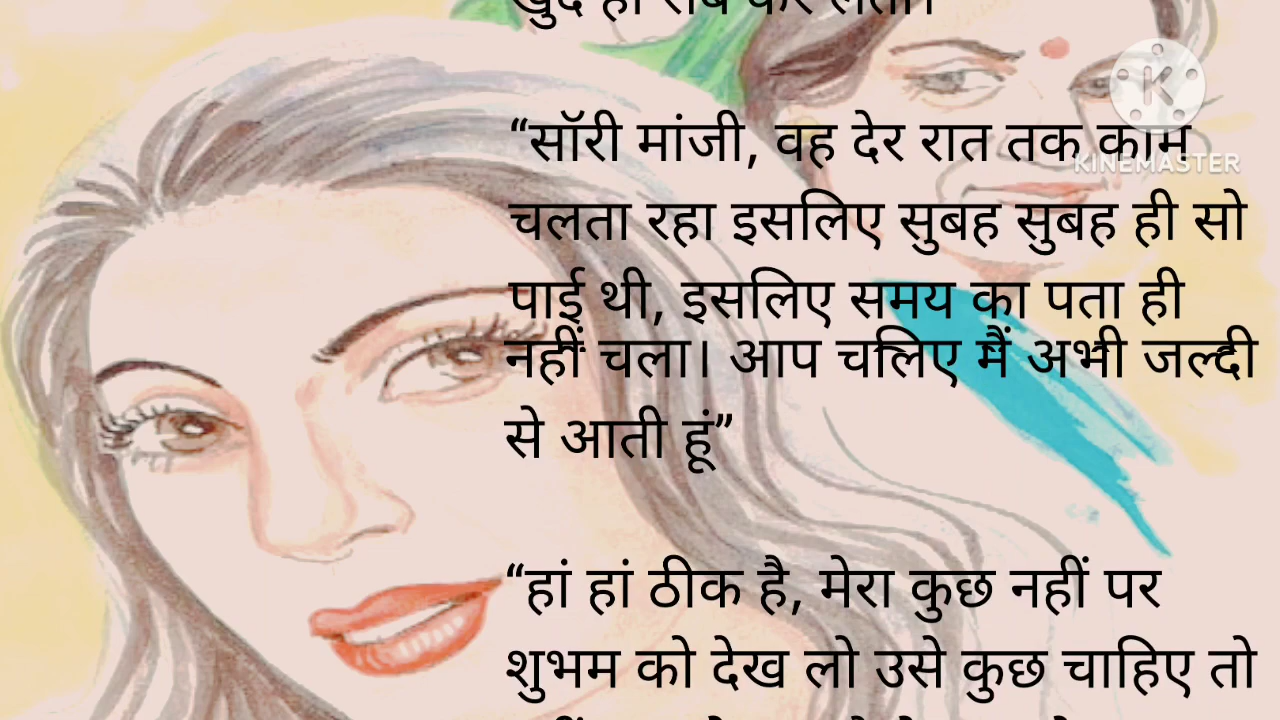 “सॉरी मांजी, वह देर रात तक काम
KINEMASTER
चलता रहा इसलिए सुबह सुबह ही सो
पाई थी, इसलिए समय का पता ही
नहीं चला। आप चलिए मैं अभी जल्दी
से आती हूं”
“हां हां ठीक है, मेरा कुछ नहीं पर
शुभम को देख लो उसे कुछ चाहिए तो